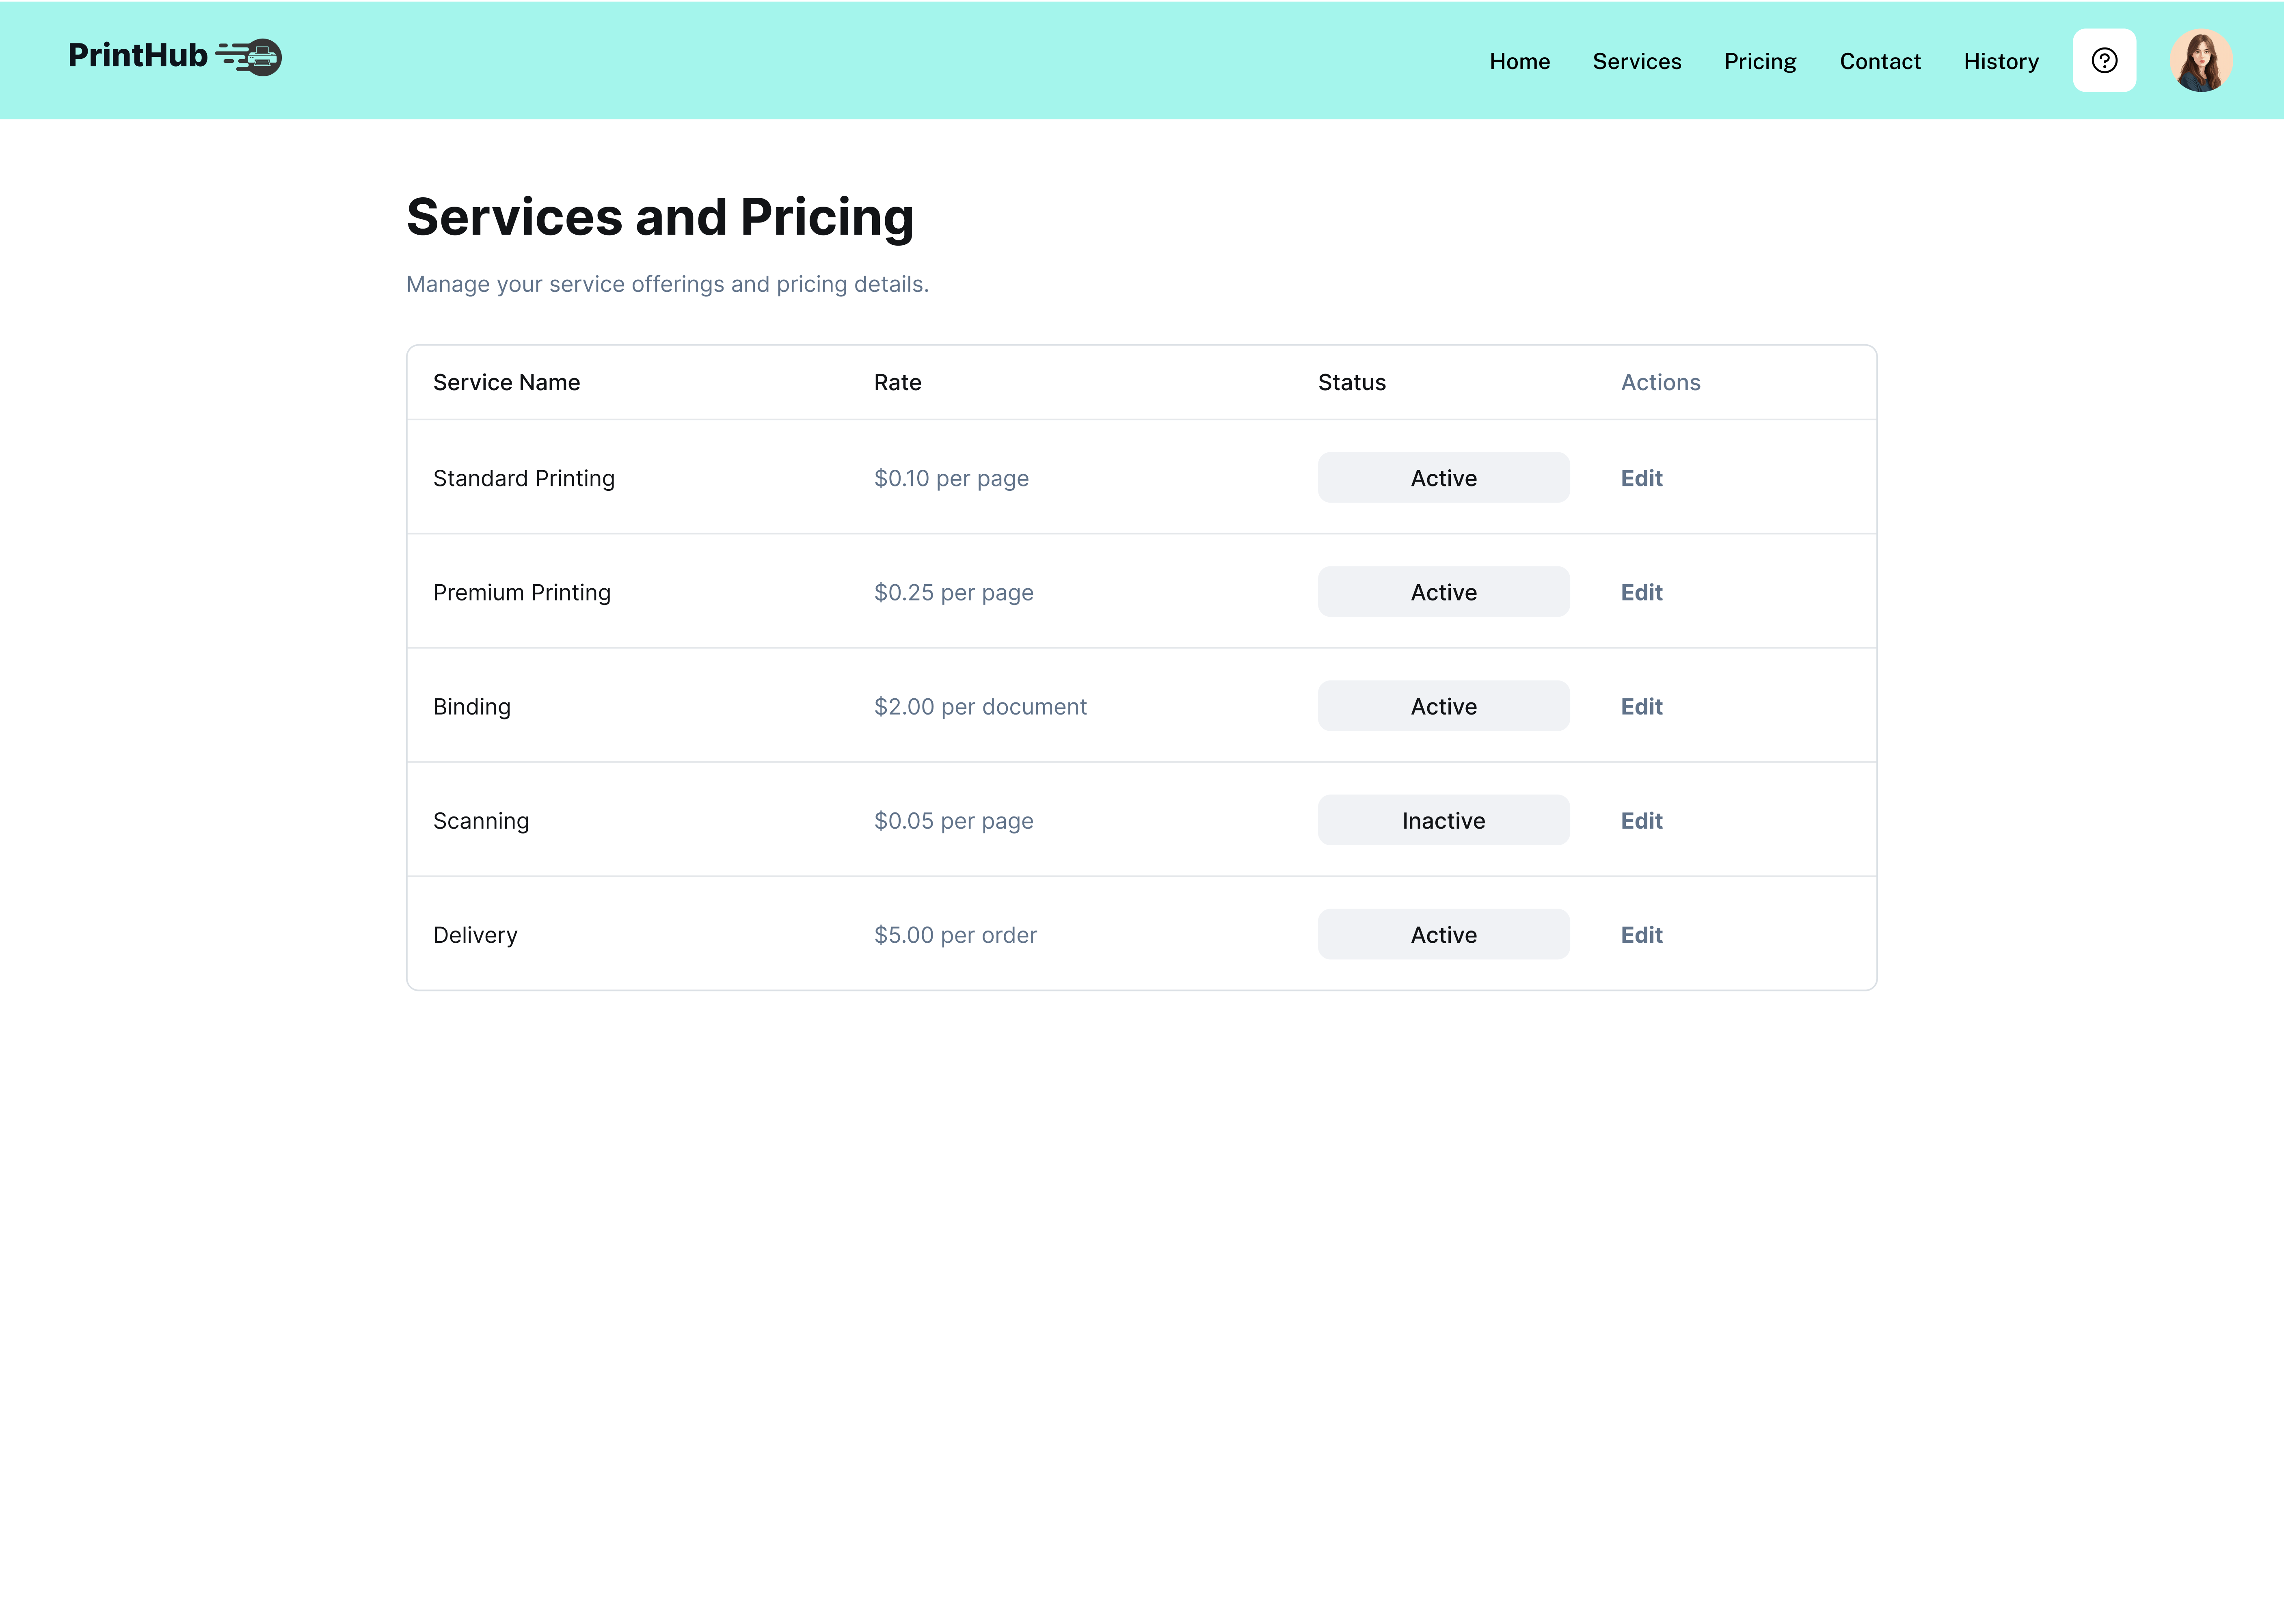 PrintHub
Home Services Pricing Contact History
Services and Pricing
Manage your service offerings and pricing details.
Service Name Rate Status Actions
Standard Printing $0.10 per page Active Edit
Premium Printing $0.25 per page Active Edit
Binding $2.00 per document Active Edit
Scanning $0.05 per page Inactive Edit
Delivery $5.00 per order Active Edit